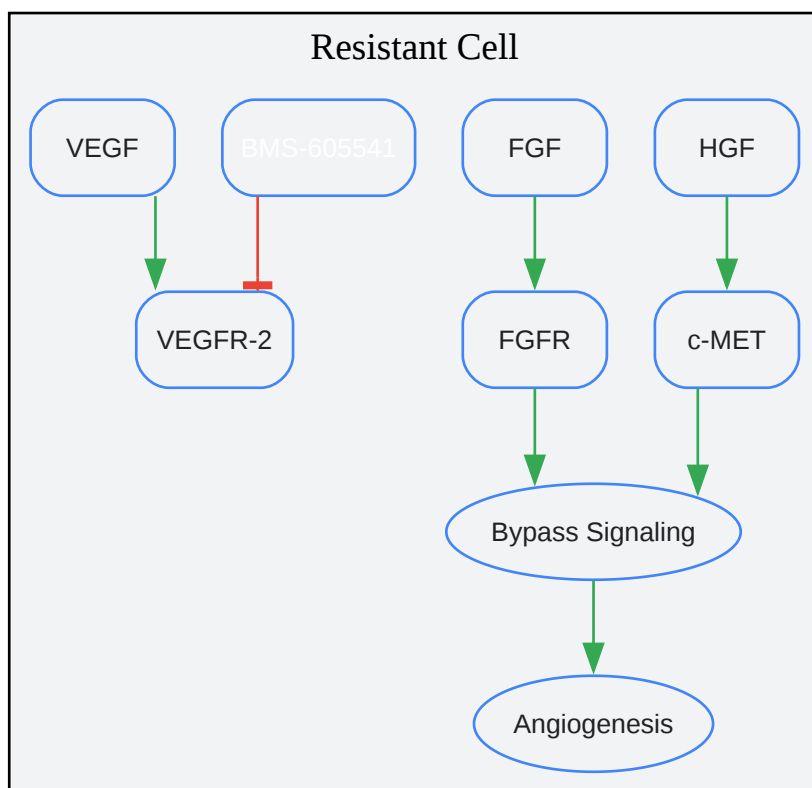 Resistant Cell
VEGF
BMS-605541
FGF
HGF
VEGFR-2
FGFR
c-MET
Bypass Signaling
Angiogenesis